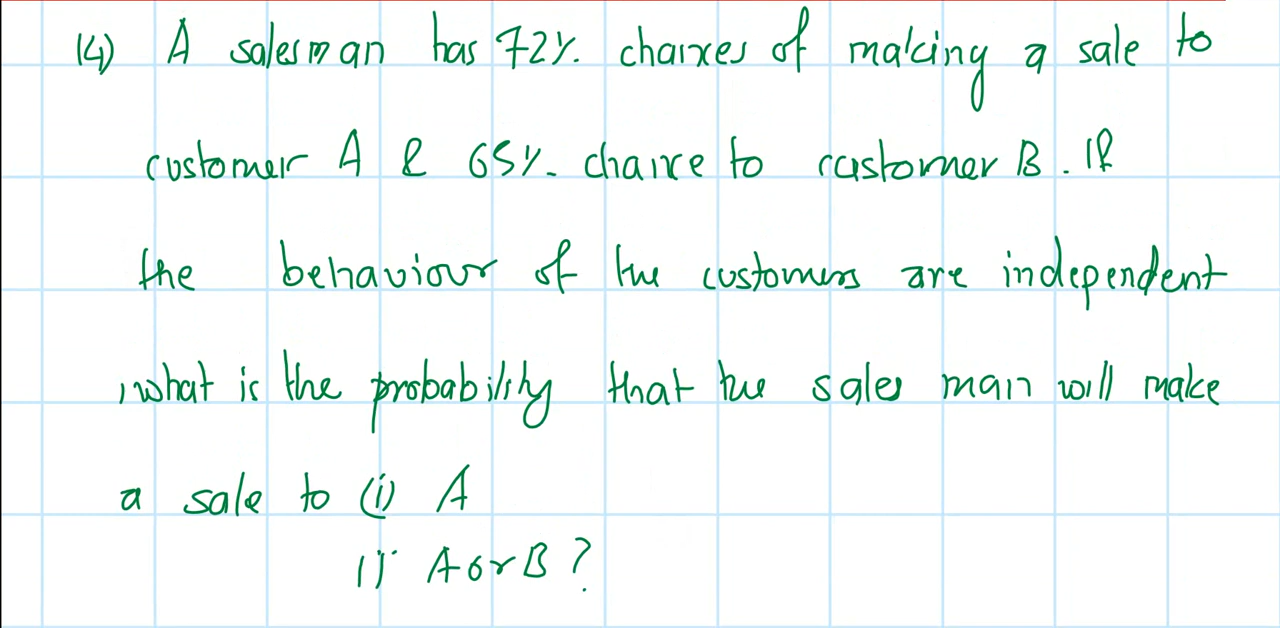 (4) A salesman has 72%. chances of making a sale to
customer A & 65%. chance to customer B. If
the behaviour of the customers are independent
, what is the probability that the sales man will make
a sale to (i) A
ii) A or B?